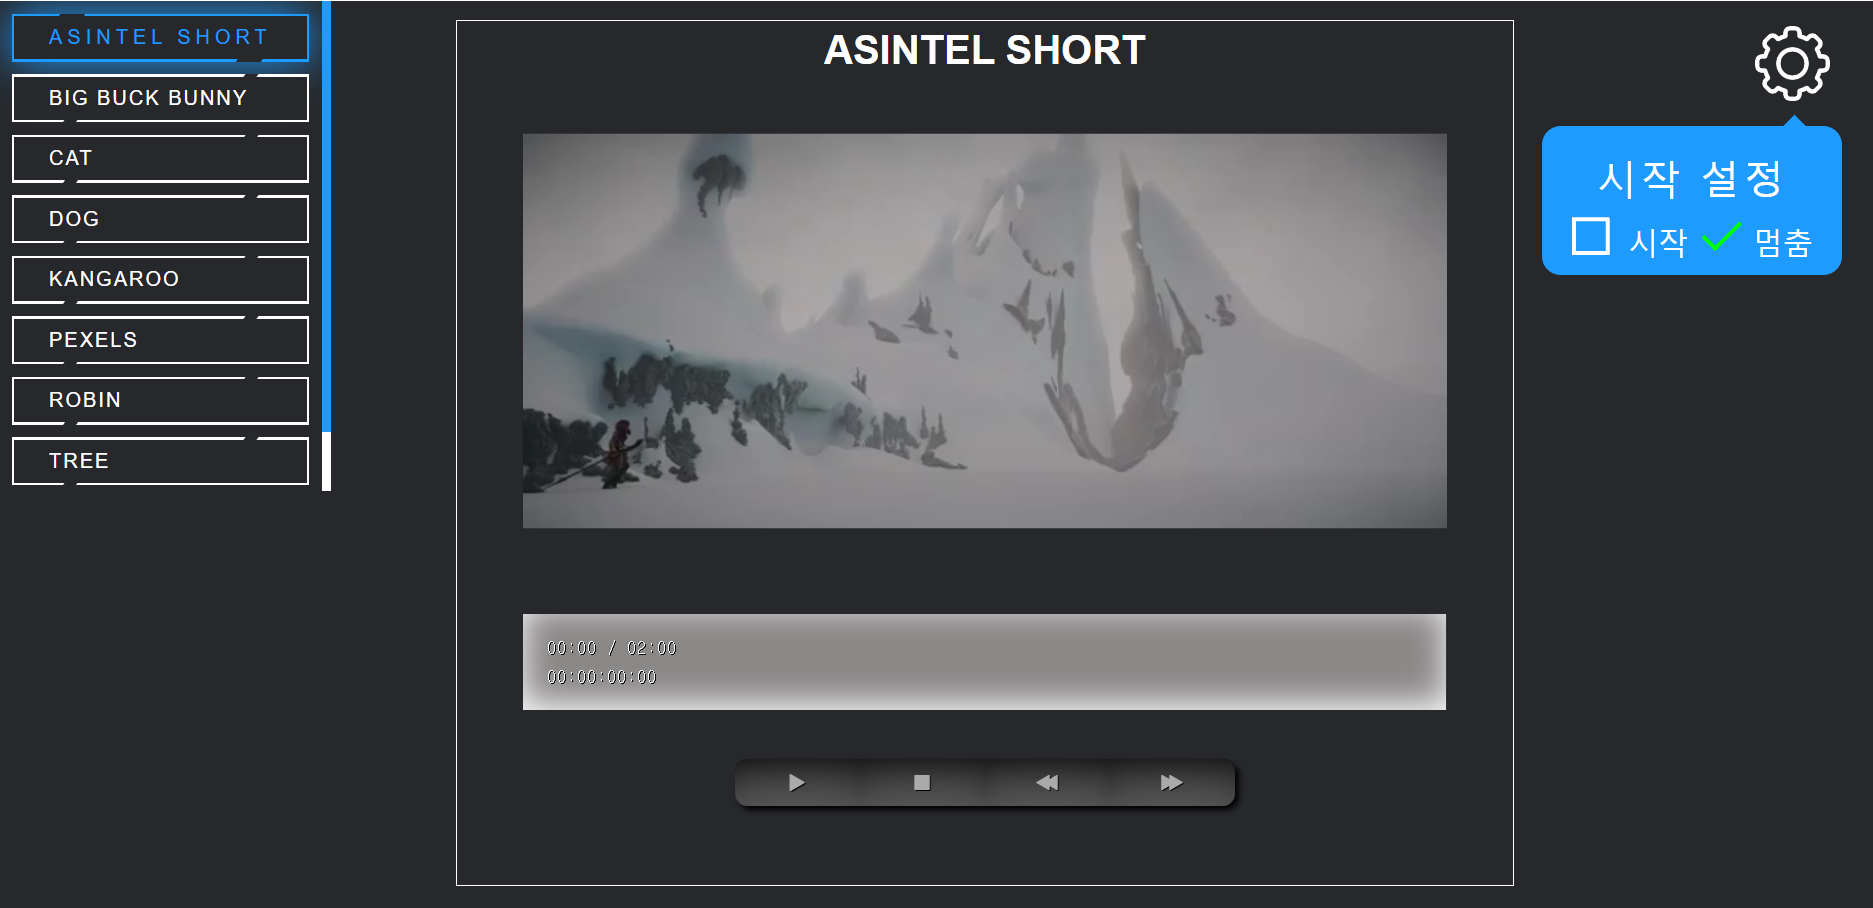 ASINTEL SHORT
BIG BUCK BUNNY
CAT
DOG
KANGAROO
PEXELS
ROBIN
TREE
ASINTEL SHORT
00:00 / 02:00
00:00:00:00
시작 설정
시작 멈춤